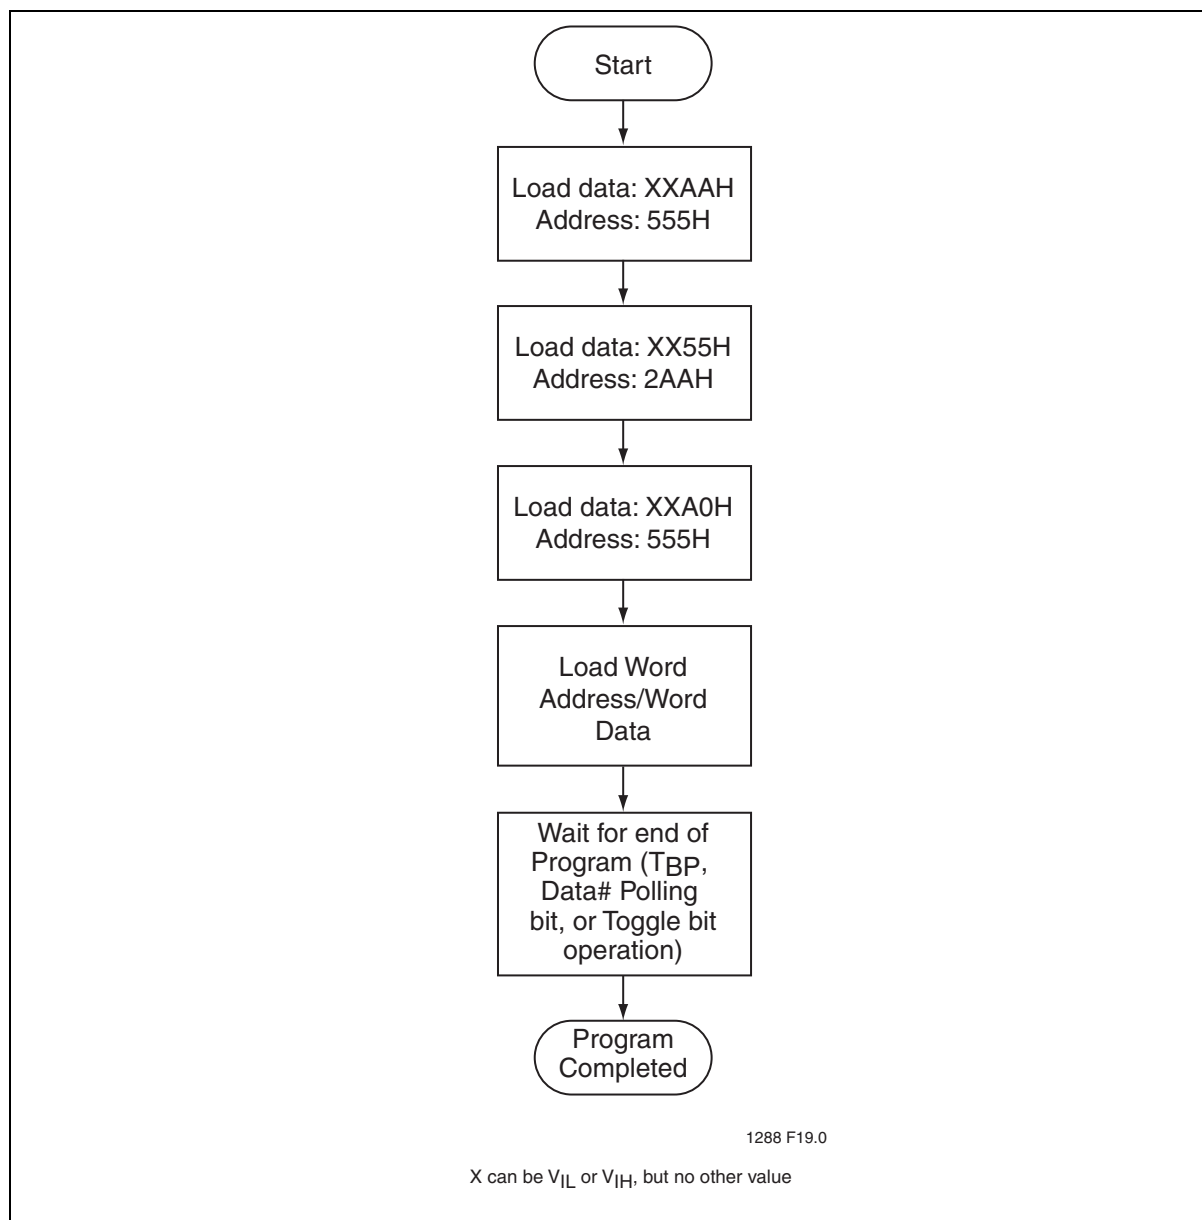 Start
Load data: XXAAH
Address: 555H
Load data: XX55H
Address: 2AAH
Load data: XXA0H
Address: 555H
Load Word
Address/Word
Data
Wait for end of
Program (TBP,
Data# Polling
bit, or Toggle bit
operation)
Program
Completed
1288 F19.0
X can be VIL or VIH, but no other value